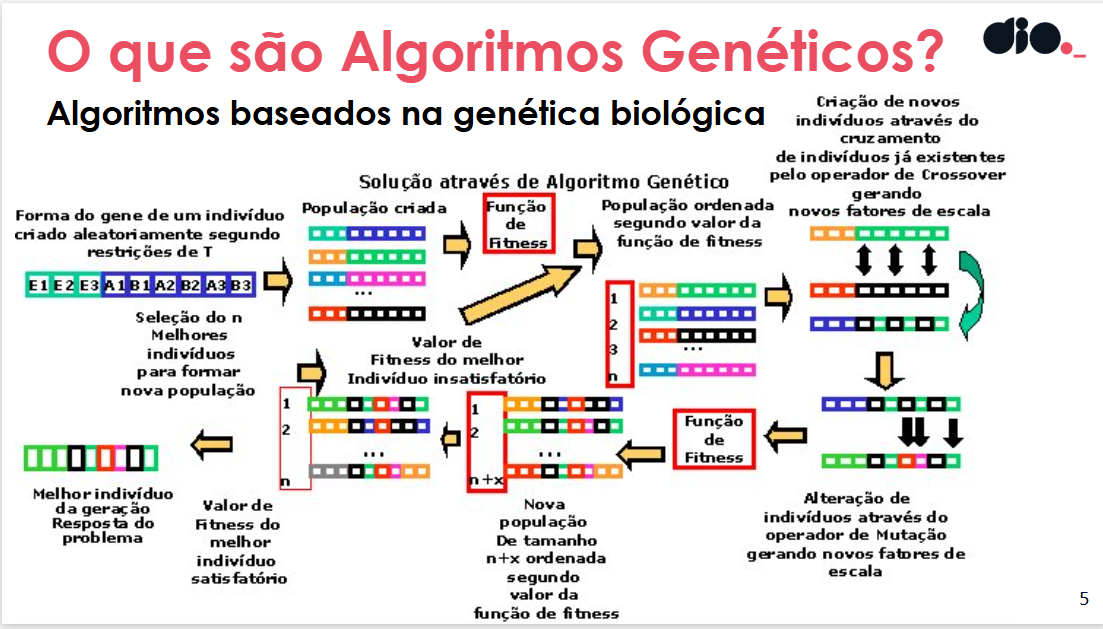 O que são Algoritmos Genéticos?
dio.
Algoritmos baseados na genética biológica
Solução através de Algoritmo Genético
Forma do gene de um indivíduo
criado aleatoriamente segundo
restrições de T
E1 E2 E3 A1 B1 A2 B2 A3 B3
População criada
...
Função
de
Fitness
População ordenada
segundo valor da
função de fitness
1
2
3
...
n
Criação de novos
indivíduos através do
cruzamento
de indivíduos já existentes
pelo operador de Crossover
gerando
novos fatores de escala
Alteração de
indivíduos através do
operador de Mutação
gerando novos fatores de
escala
Função
de
Fitness
1
2
...
n+x
Nova
população
De tamanho
n+x ordenada
segundo
valor da
função de fitness
Valor de
Fitness do melhor
Indivíduo insatisfatório
Seleção do n
Melhores
indivíduos
para formar
nova população
1
2
...
n
Valor de
Fitness do
melhor
indivíduo
satisfatório
Melhor indivíduo
da geração
Resposta do
problema
5